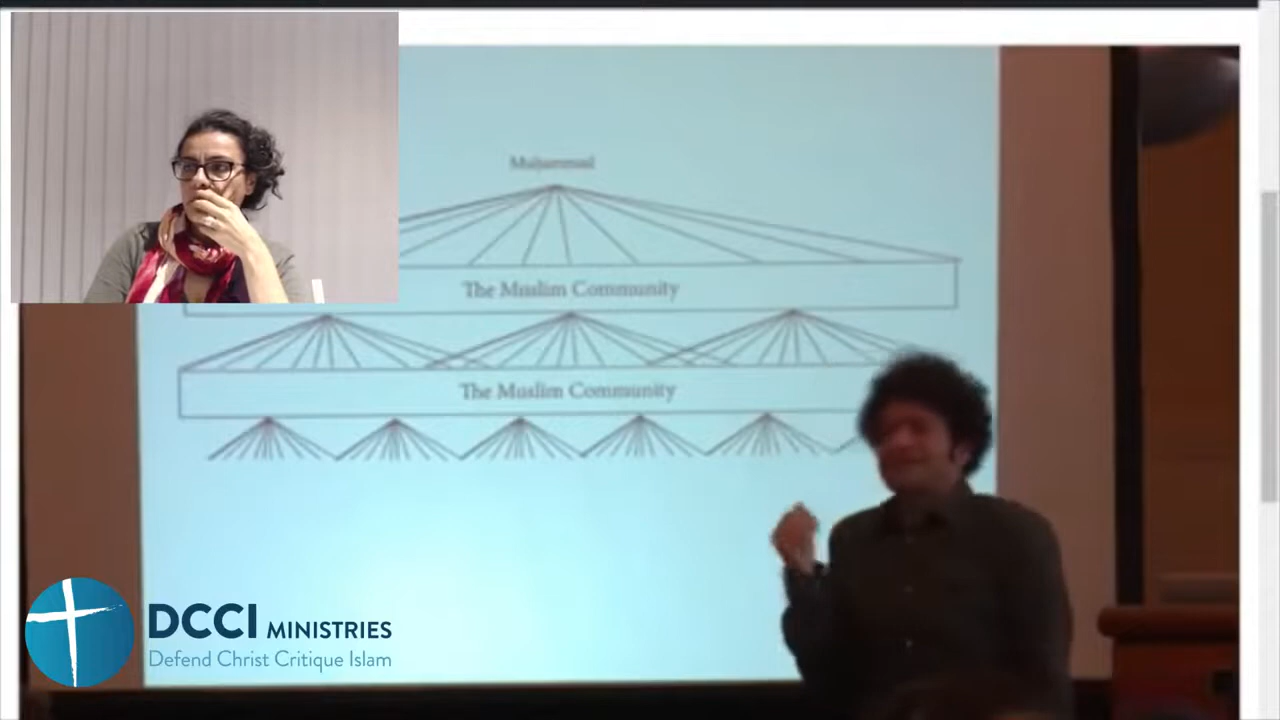 Muhammad
The Muslim Community
The Muslim Community
DCCI MINISTRIES
Defend Christ Critique Islam